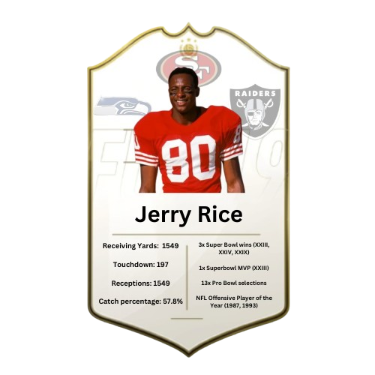 SF
RAIDERS
80
80
Jerry Rice
Receiving Yards: 1549
Touchdown: 197
Receptions: 1549
Catch percentage: 57.8%
3x Super Bowl wins (XXIII,
XXIV, XXIX)
1x Superbowl MVP (XXIII)
13x Pro Bowl selections
NFL Offensive Player of the
Year (1987, 1993)